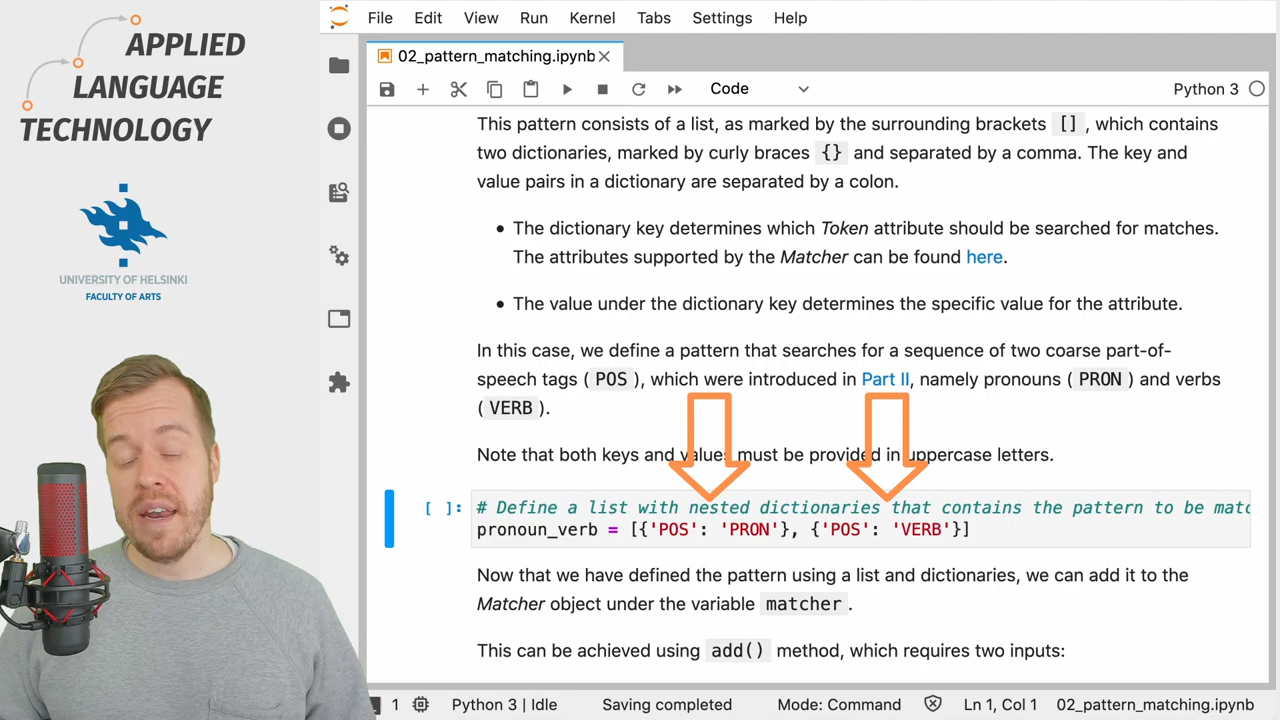 APPLIED
LANGUAGE
TECHNOLOGY
UNIVERSITY OF HELSINKI
FACULTY OF ARTS
File Edit View Run Kernel Tabs Settings Help
02_pattern_matching.ipynb
Code
Python 3
This pattern consists of a list, as marked by the surrounding brackets [] , which contains
two dictionaries, marked by curly braces {} and separated by a comma. The key and
value pairs in a dictionary are separated by a colon.
• The dictionary key determines which Token attribute should be searched for matches.
The attributes supported by the Matcher can be found here.
• The value under the dictionary key determines the specific value for the attribute.
In this case, we define a pattern that searches for a sequence of two coarse part-of-
speech tags ( POS ), which were introduced in Part II, namely pronouns ( PRON ) and verbs
( VERB ).
Note that both keys and values must be provided in uppercase letters.
[ ]: # Define a list with nested dictionaries that contains the pattern to be matc
pronoun_verb = [{'POS': 'PRON'}, {'POS': 'VERB'}]
Now that we have defined the pattern using a list and dictionaries, we can add it to the
Matcher object under the variable matcher .
This can be achieved using add() method, which requires two inputs:
1 Python 3 | Idle Saving completed Mode: Command Ln 1, Col 1 02_pattern_matching.ipynb